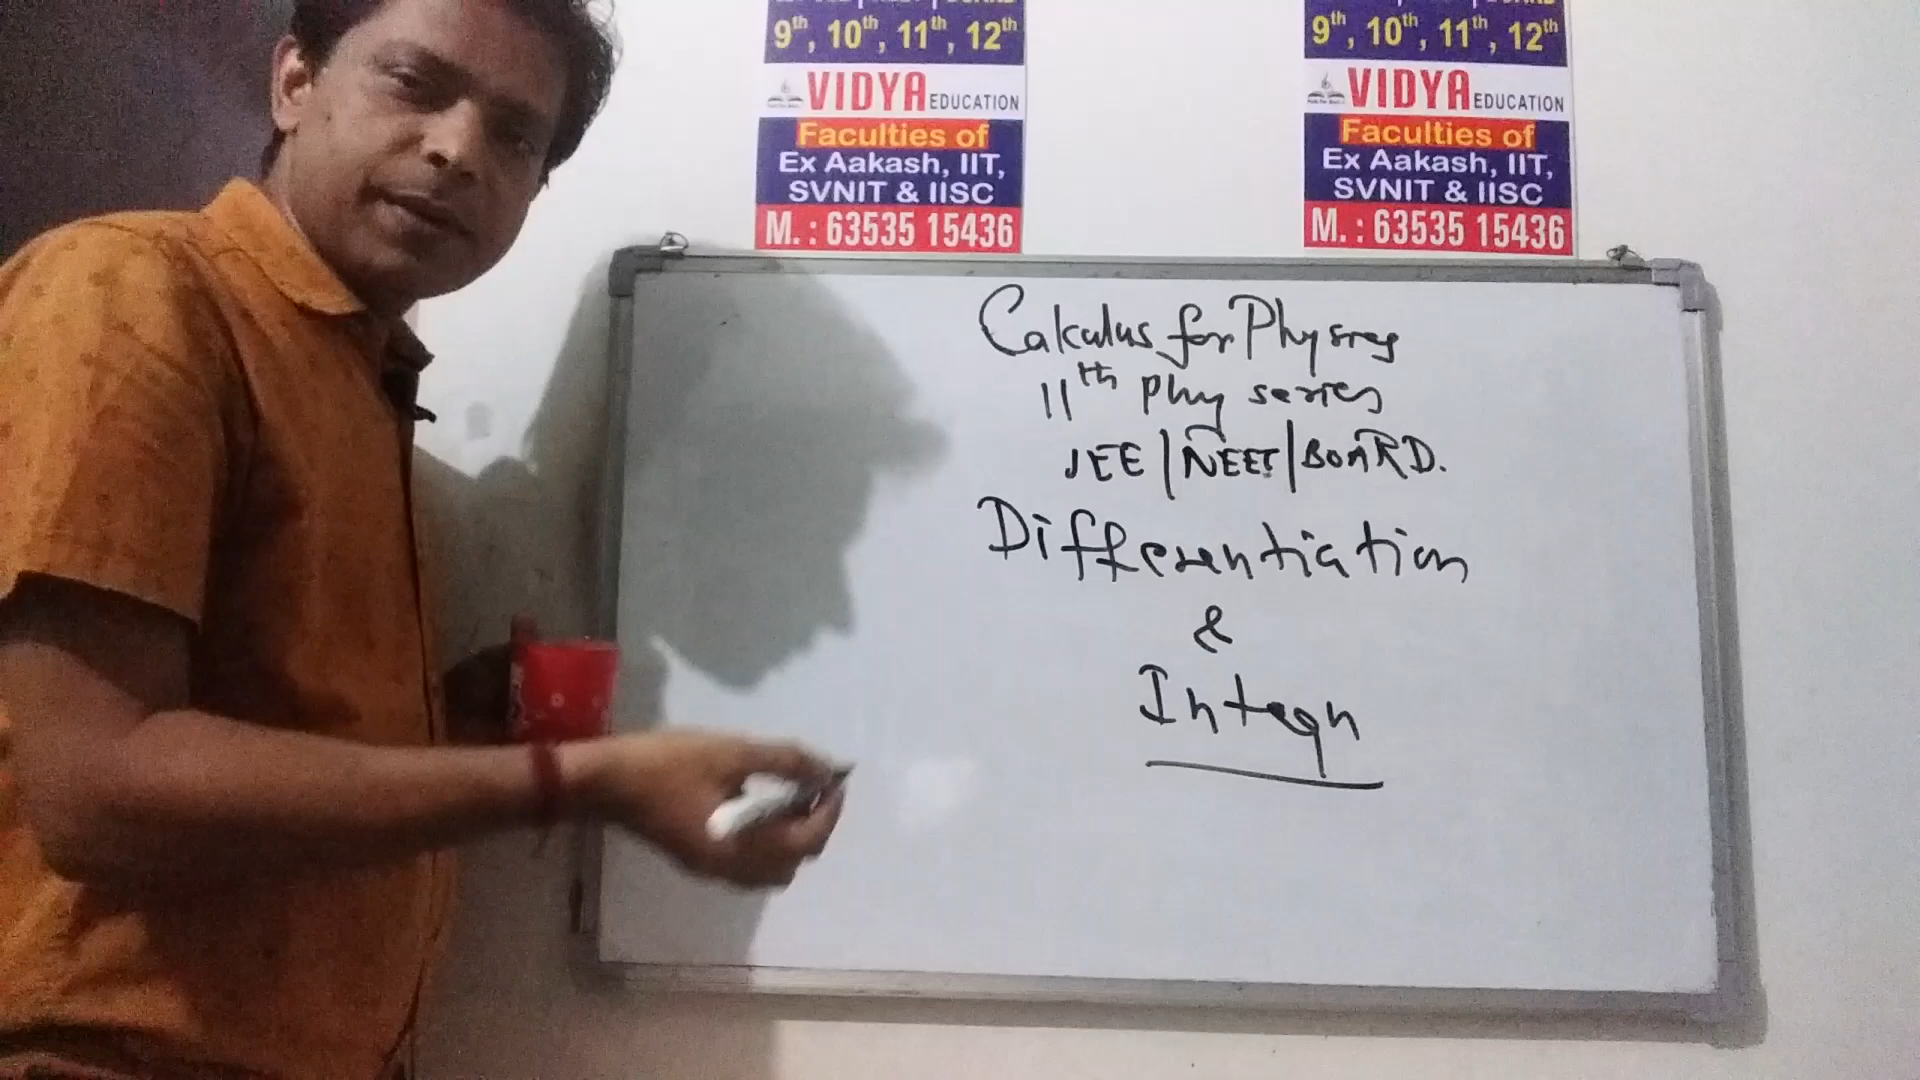 9th, 10th, 11th, 12th
VIDYA EDUCATION
Faculties of
Ex Aakash, IIT,
SVNIT & IISC
M. : 63535 15436
9th, 10th, 11th, 12th
VIDYA EDUCATION
Faculties of
Ex Aakash, IIT,
SVNIT & IISC
M. : 63535 15436
Calculus for Physics
11th Phy series
JEE | NEET | BOARD.
Differentiation
&
Integn